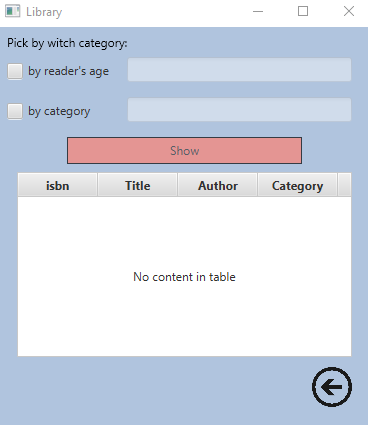 Library
Pick by witch category:
by reader's age
by category
Show
isbn Title Author Category
No content in table